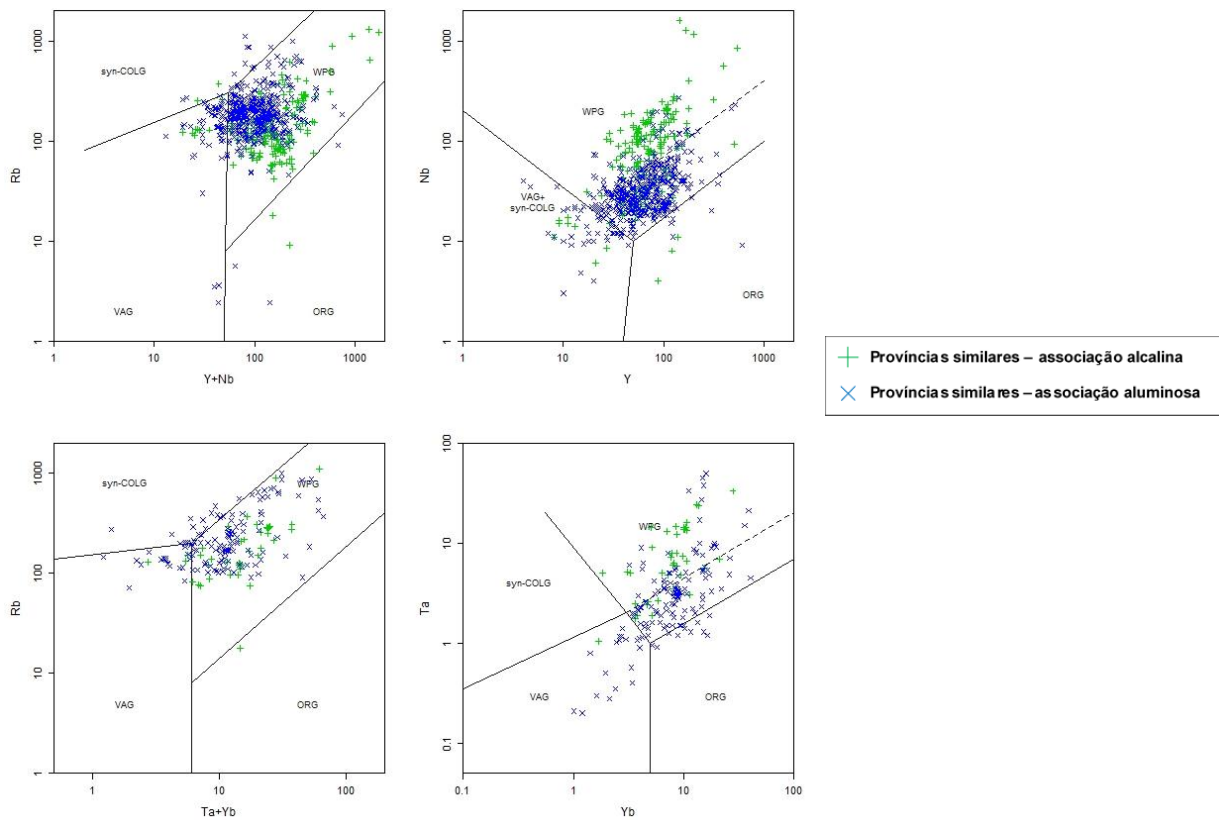 1000
100
10
1
Rb
syn-COLG
WPG
VAG
ORG
1 10 100 1000
Y+Nb
1000
100
10
1
Nb
WPG
VAG+
syn-COLG
ORG
1 10 100 1000
Y
Províncias similares – associação alcalina
Províncias similares – associação aluminosa
1000
100
10
1
Rb
syn-COLG
WPG
VAG
ORG
1 10 100
Ta+Yb
100
10
1
0.1
Ta
WPG
syn-COLG
VAG
ORG
0.1 1 10 100
Yb